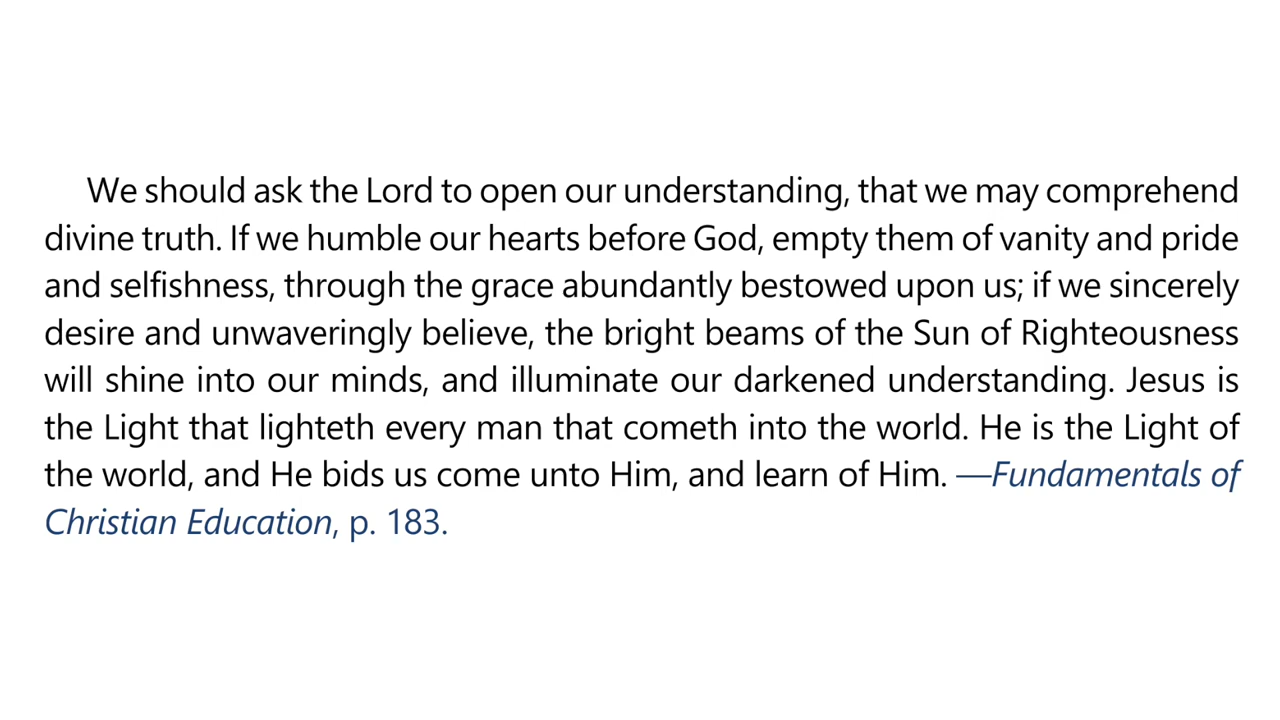 We should ask the Lord to open our understanding, that we may comprehend
divine truth. If we humble our hearts before God, empty them of vanity and pride
and selfishness, through the grace abundantly bestowed upon us; if we sincerely
desire and unwaveringly believe, the bright beams of the Sun of Righteousness
will shine into our minds, and illuminate our darkened understanding. Jesus is
the Light that lighteth every man that cometh into the world. He is the Light of
the world, and He bids us come unto Him, and learn of Him. —Fundamentals of
Christian Education, p. 183.